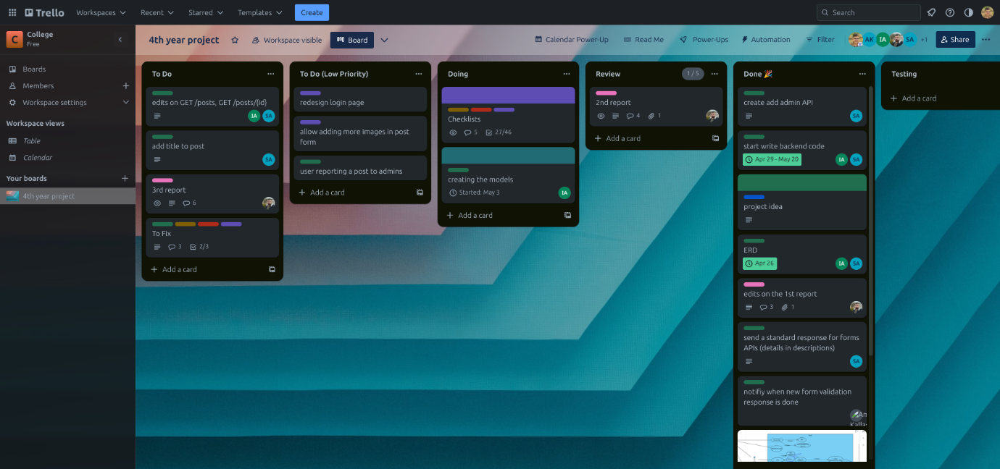 Trello
Workspaces
Recent
Starred
Templates
Create
Search
C
College
Free
Boards
Members
Workspace settings
Workspace views
Table
Calendar
Your boards
4th year project
4th year project
Workspace visible
Board
Calendar Power-Up
Read Me
Power-Ups
Automation
Filter
AK
IA
SA
+1
Share
To Do
edits on GET /posts, GET /posts/{id}
IA
SA
add title to post
SA
3rd report
6
To Fix
3
2/3
Add a card
To Do (Low Priority)
redesign login page
allow adding more images in post
form
user reporting a post to admins
Add a card
Doing
Checklists
5
27/46
creating the models
Started: May 3
IA
Add a card
Review
1 / 5
2nd report
4
1
Add a card
Done 🎉
create add admin API
SA
start write backend code
Apr 29 - May 20
IA
SA
project idea
ERD
Apr 26
IA
SA
edits on the 1st report
3
1
send a standard response for forms
APIs (details in descriptions)
SA
notifiy when new form validation
response is done
Testing
Add a card